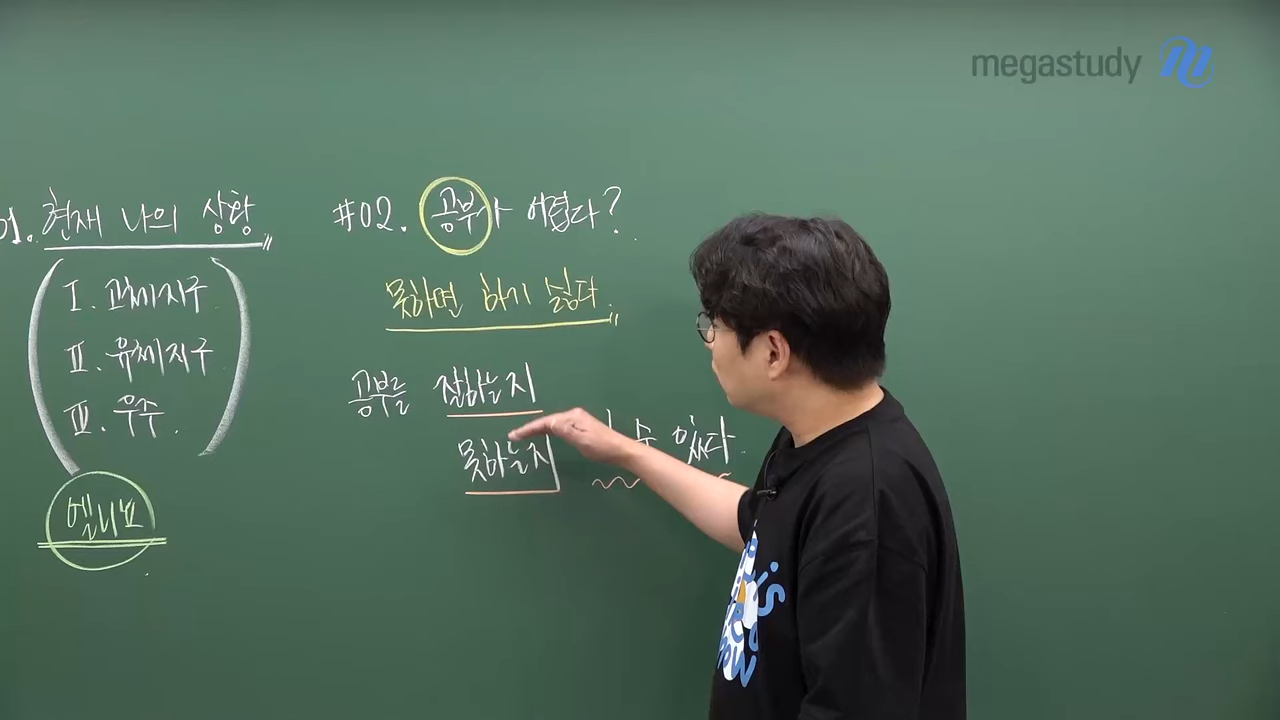 megastudy
01. 현재 나의 상황
I. 고체지구
II. 유체지구
III. 우주.
엘니뇨
#02. 공부가 어렵다?
못하면 하기 싫다.
공부를 잘하는지
못하는지 수 있다.